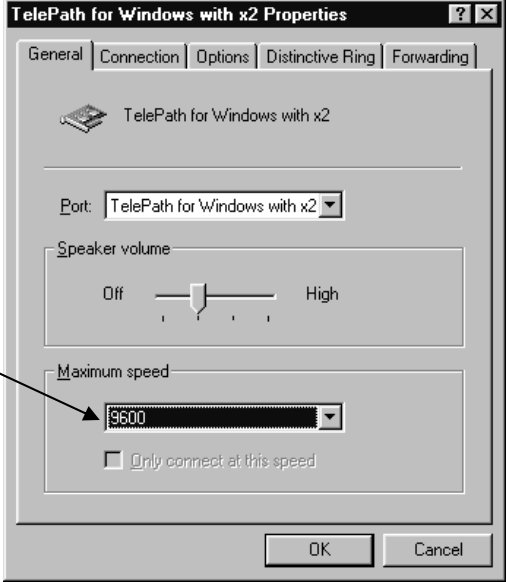 TelePath for Windows with x2 Properties
General Connection Options Distinctive Ring Forwarding
TelePath for Windows with x2
Port: TelePath for Windows with x2
Speaker volume
Off High
Maximum speed
9600
Only connect at this speed
OK Cancel